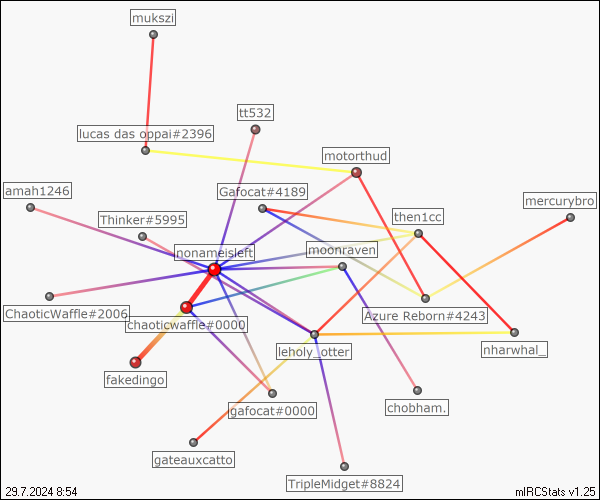 mukszi
tt532
lucas das oppai#2396
motorthud
amah1246
Gafocat#4189
mercurybro
Thinker#5995
then1cc
nonameisleft
moonraven
ChaoticWaffle#2006
Azure Reborn#4243
chaoticwaffle#0000
leholy_otter
nharwhal_
fakedingo
gafocat#0000
chobham.
gateauxcatto
TripleMidget#8824
29.7.2024 8:54
mIRCStats v1.25